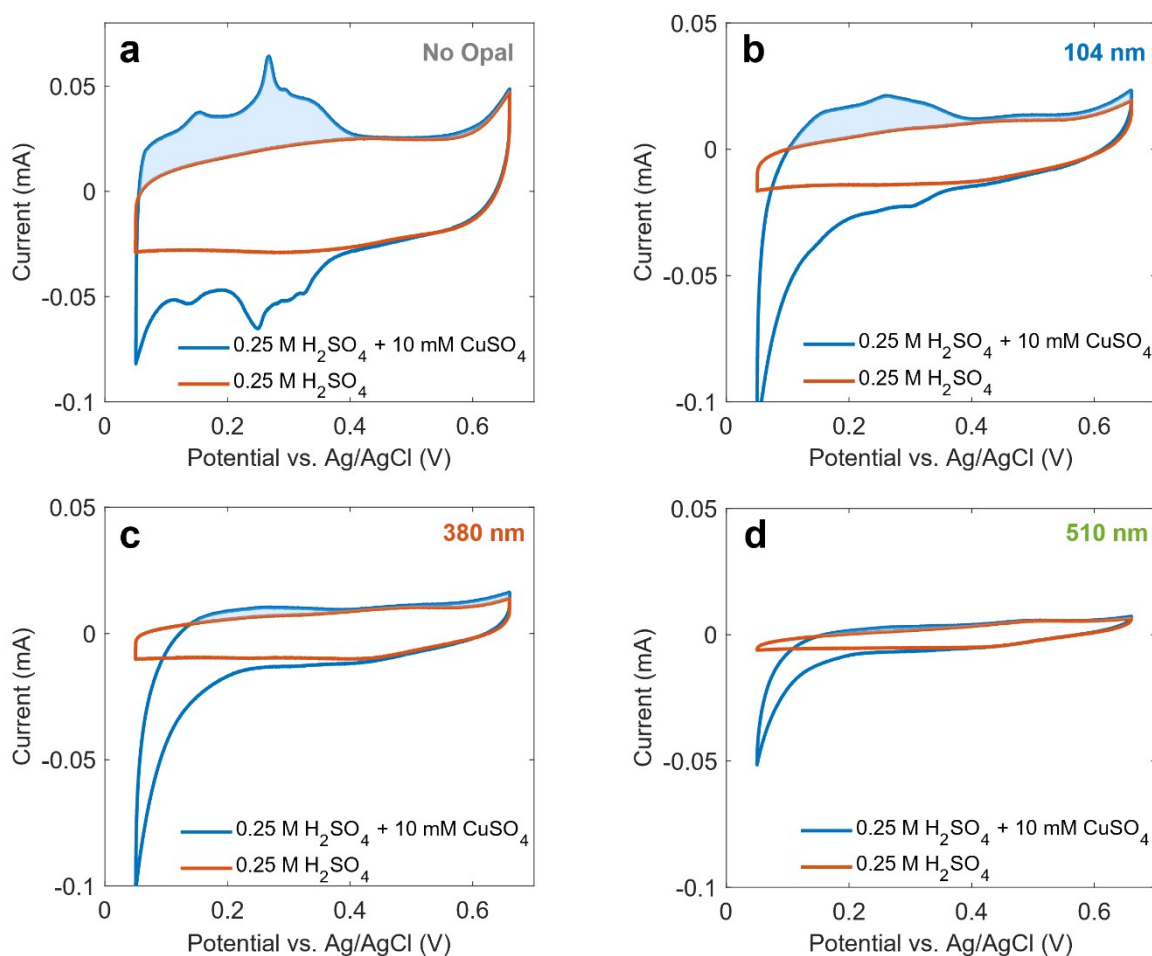 a
No Opal
0.05
0
-0.05
-0.1
Current (mA)
0.25 M H₂SO₄ + 10 mM CuSO₄
0.25 M H₂SO₄
0
0.2
0.4
0.6
Potential vs. Ag/AgCl (V)
b
104 nm
0.05
0
-0.05
-0.1
Current (mA)
0.25 M H₂SO₄ + 10 mM CuSO₄
0.25 M H₂SO₄
0
0.2
0.4
0.6
Potential vs. Ag/AgCl (V)
c
380 nm
0.05
0
-0.05
-0.1
Current (mA)
0.25 M H₂SO₄ + 10 mM CuSO₄
0.25 M H₂SO₄
0
0.2
0.4
0.6
Potential vs. Ag/AgCl (V)
d
510 nm
0.05
0
-0.05
-0.1
Current (mA)
0.25 M H₂SO₄ + 10 mM CuSO₄
0.25 M H₂SO₄
0
0.2
0.4
0.6
Potential vs. Ag/AgCl (V)